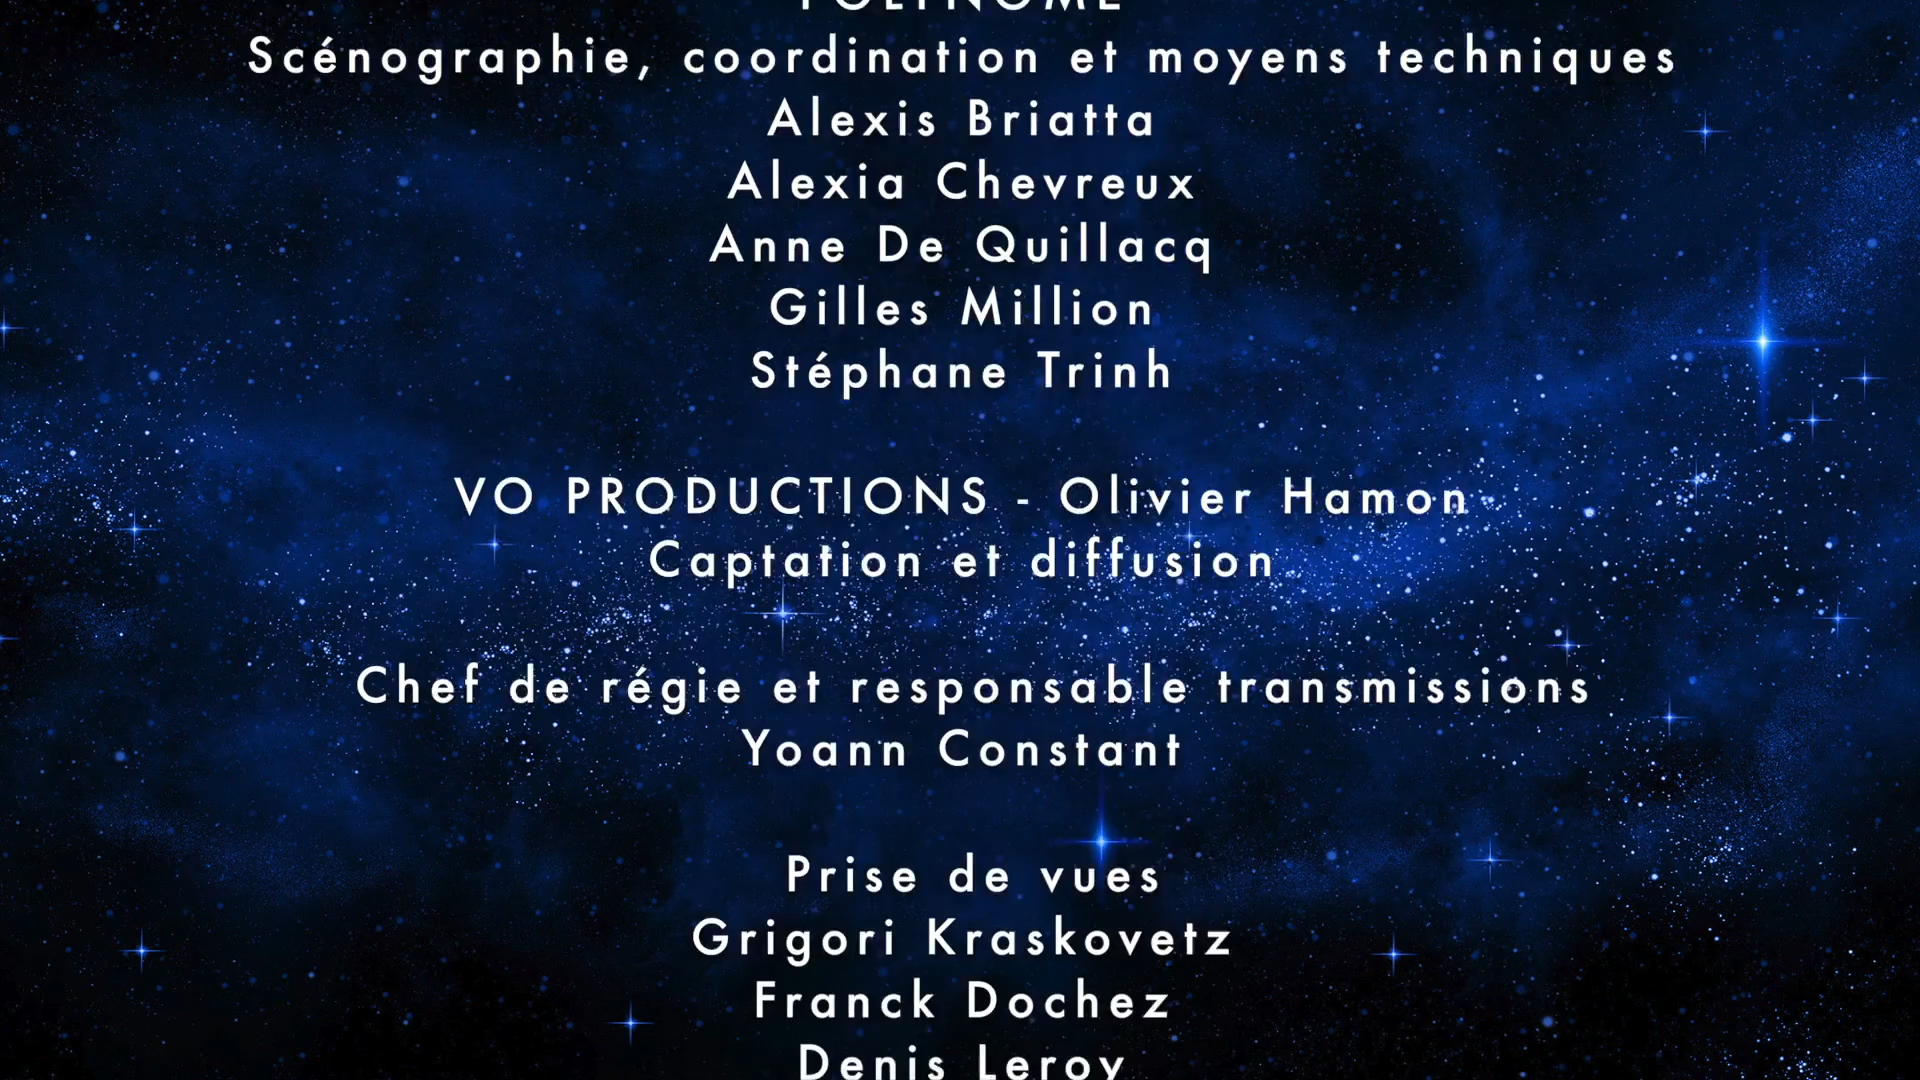 POLYNOME
Scénographie, coordination et moyens techniques
Alexis Briatta
Alexia Chevreux
Anne De Quillacq
Gilles Million
Stéphane Trinh
VO PRODUCTIONS - Olivier Hamon
Captation et diffusion
Chef de régie et responsable transmissions
Yoann Constant
Prise de vues
Grigori Kraskovetz
Franck Dochez
Denis Leroy